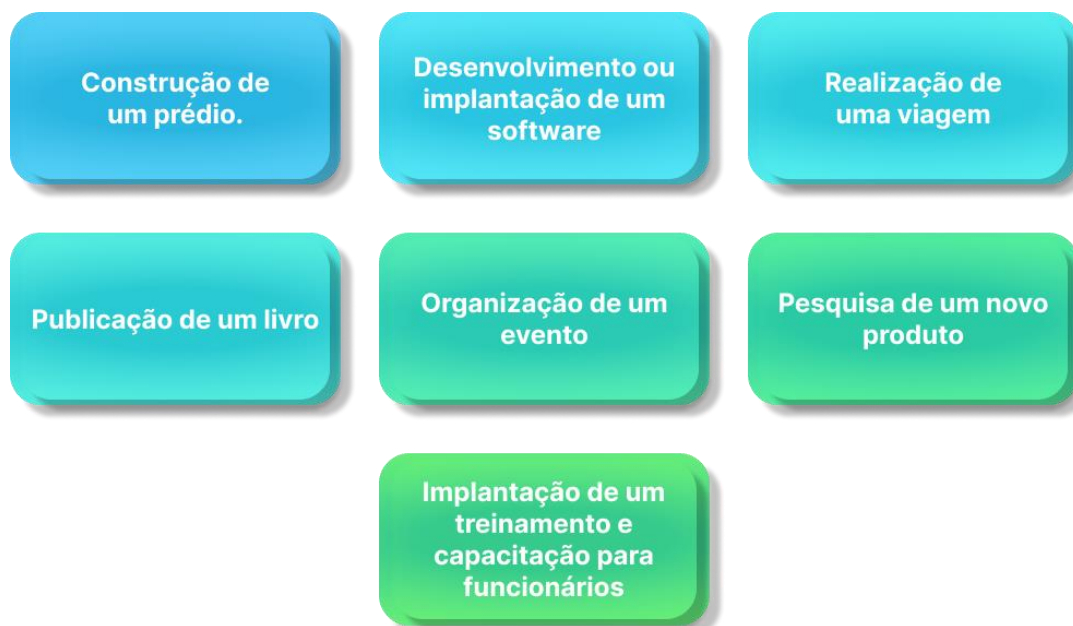 Construção de
um prédio.
Desenvolvimento ou
implantação de um
software
Realização de
uma viagem
Publicação de um livro
Organização de um
evento
Pesquisa de um novo
produto
Implantação de um
treinamento e
capacitação para
funcionários